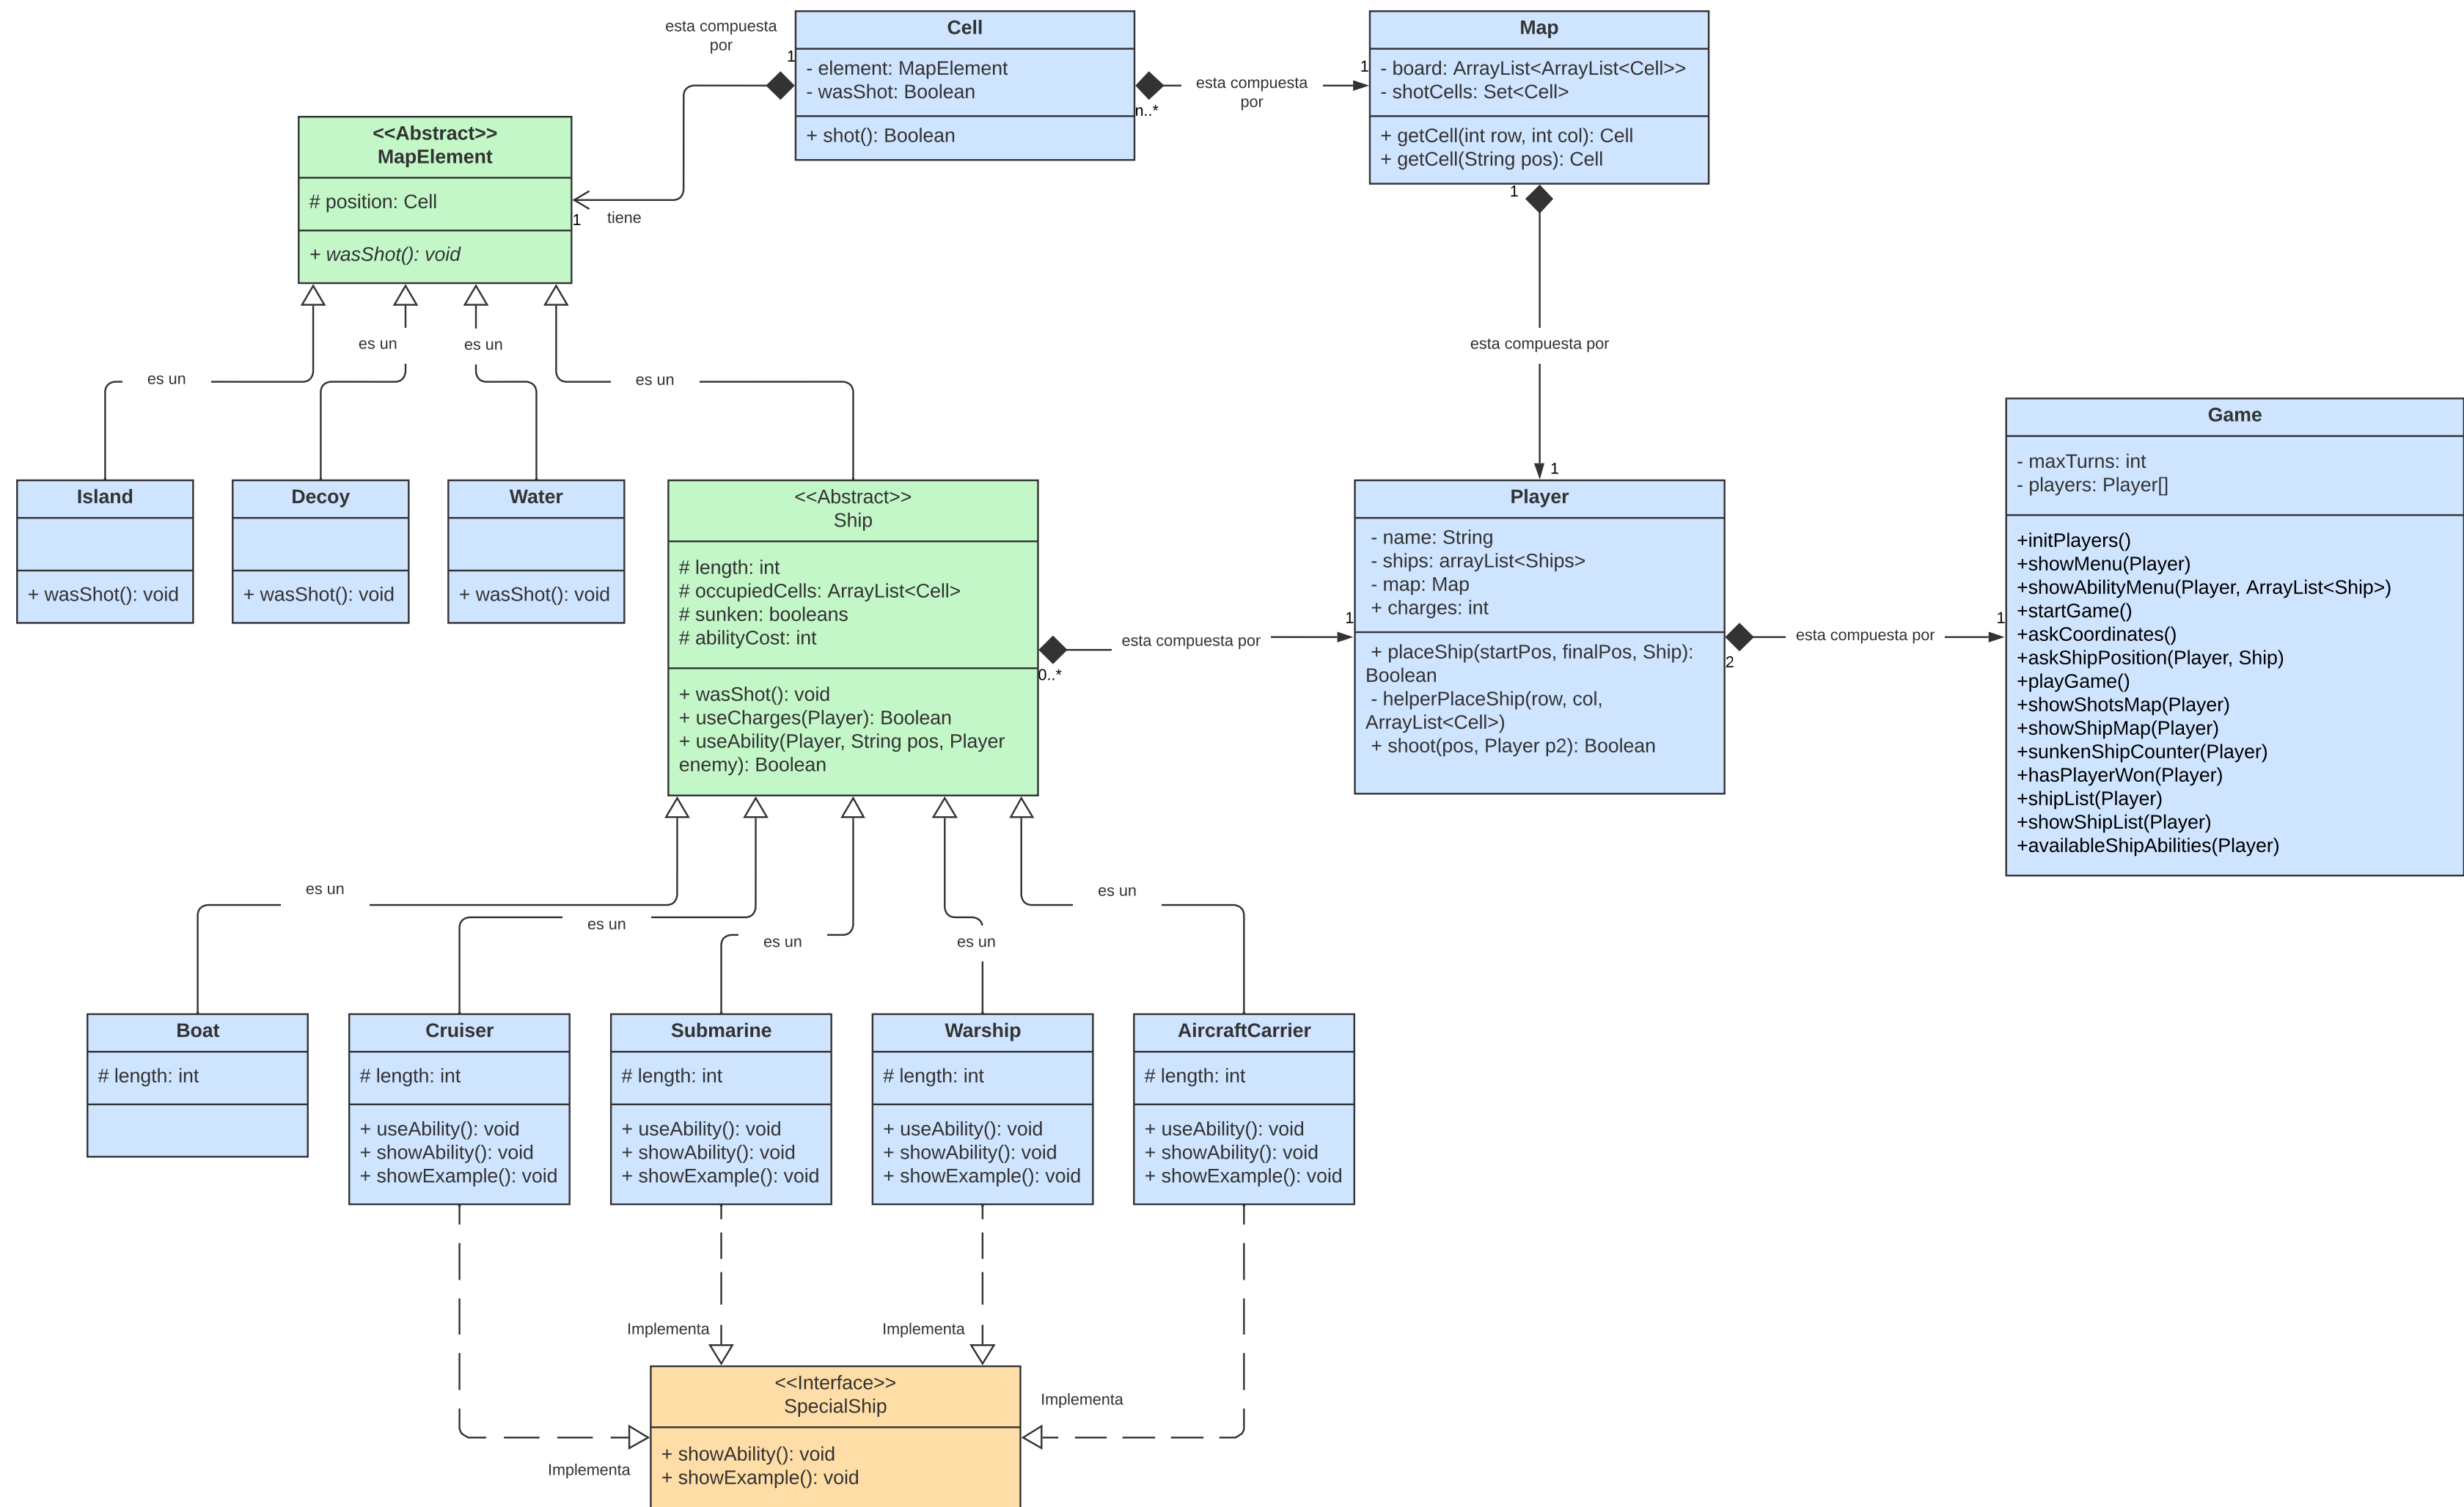 esta compuesta
por
1
Cell
- element: MapElement
- wasShot: Boolean
+ shot(): Boolean
n..*
esta compuesta
por
1
Map
- board: ArrayList<ArrayList<Cell>>
- shotCells: Set<Cell>
+ getCell(int row, int col): Cell
+ getCell(String pos): Cell
1
<<Abstract>>
MapElement
# position: Cell
+ wasShot(): void
1
tiene
es un
es un
es un
es un
esta compuesta por
1
Island
+ wasShot(): void
Decoy
+ wasShot(): void
Water
+ wasShot(): void
<<Abstract>>
Ship
# length: int
# occupiedCells: ArrayList<Cell>
# sunken: booleans
# abilityCost: int
+ wasShot(): void
+ useCharges(Player): Boolean
+ useAbility(Player, String pos, Player
enemy): Boolean
0..*
esta compuesta por
1
Player
- name: String
- ships: arrayList<Ships>
- map: Map
+ charges: int
+ placeShip(startPos, finalPos, Ship):
Boolean
- helperPlaceShip(row, col,
ArrayList<Cell>)
+ shoot(pos, Player p2): Boolean
2
esta compuesta por
1
Game
- maxTurns: int
- players: Player[]
+initPlayers()
+showMenu(Player)
+showAbilityMenu(Player, ArrayList<Ship>)
+startGame()
+askCoordinates()
+askShipPosition(Player, Ship)
+playGame()
+showShotsMap(Player)
+showShipMap(Player)
+sunkenShipCounter(Player)
+hasPlayerWon(Player)
+shipList(Player)
+showShipList(Player)
+availableShipAbilities(Player)
es un
es un
es un
es un
es un
Boat
# length: int
Cruiser
# length: int
+ useAbility(): void
+ showAbility(): void
+ showExample(): void
Submarine
# length: int
+ useAbility(): void
+ showAbility(): void
+ showExample(): void
Warship
# length: int
+ useAbility(): void
+ showAbility(): void
+ showExample(): void
AircraftCarrier
# length: int
+ useAbility(): void
+ showAbility(): void
+ showExample(): void
Implementa
Implementa
Implementa
Implementa
<<Interface>>
SpecialShip
+ showAbility(): void
+ showExample(): void